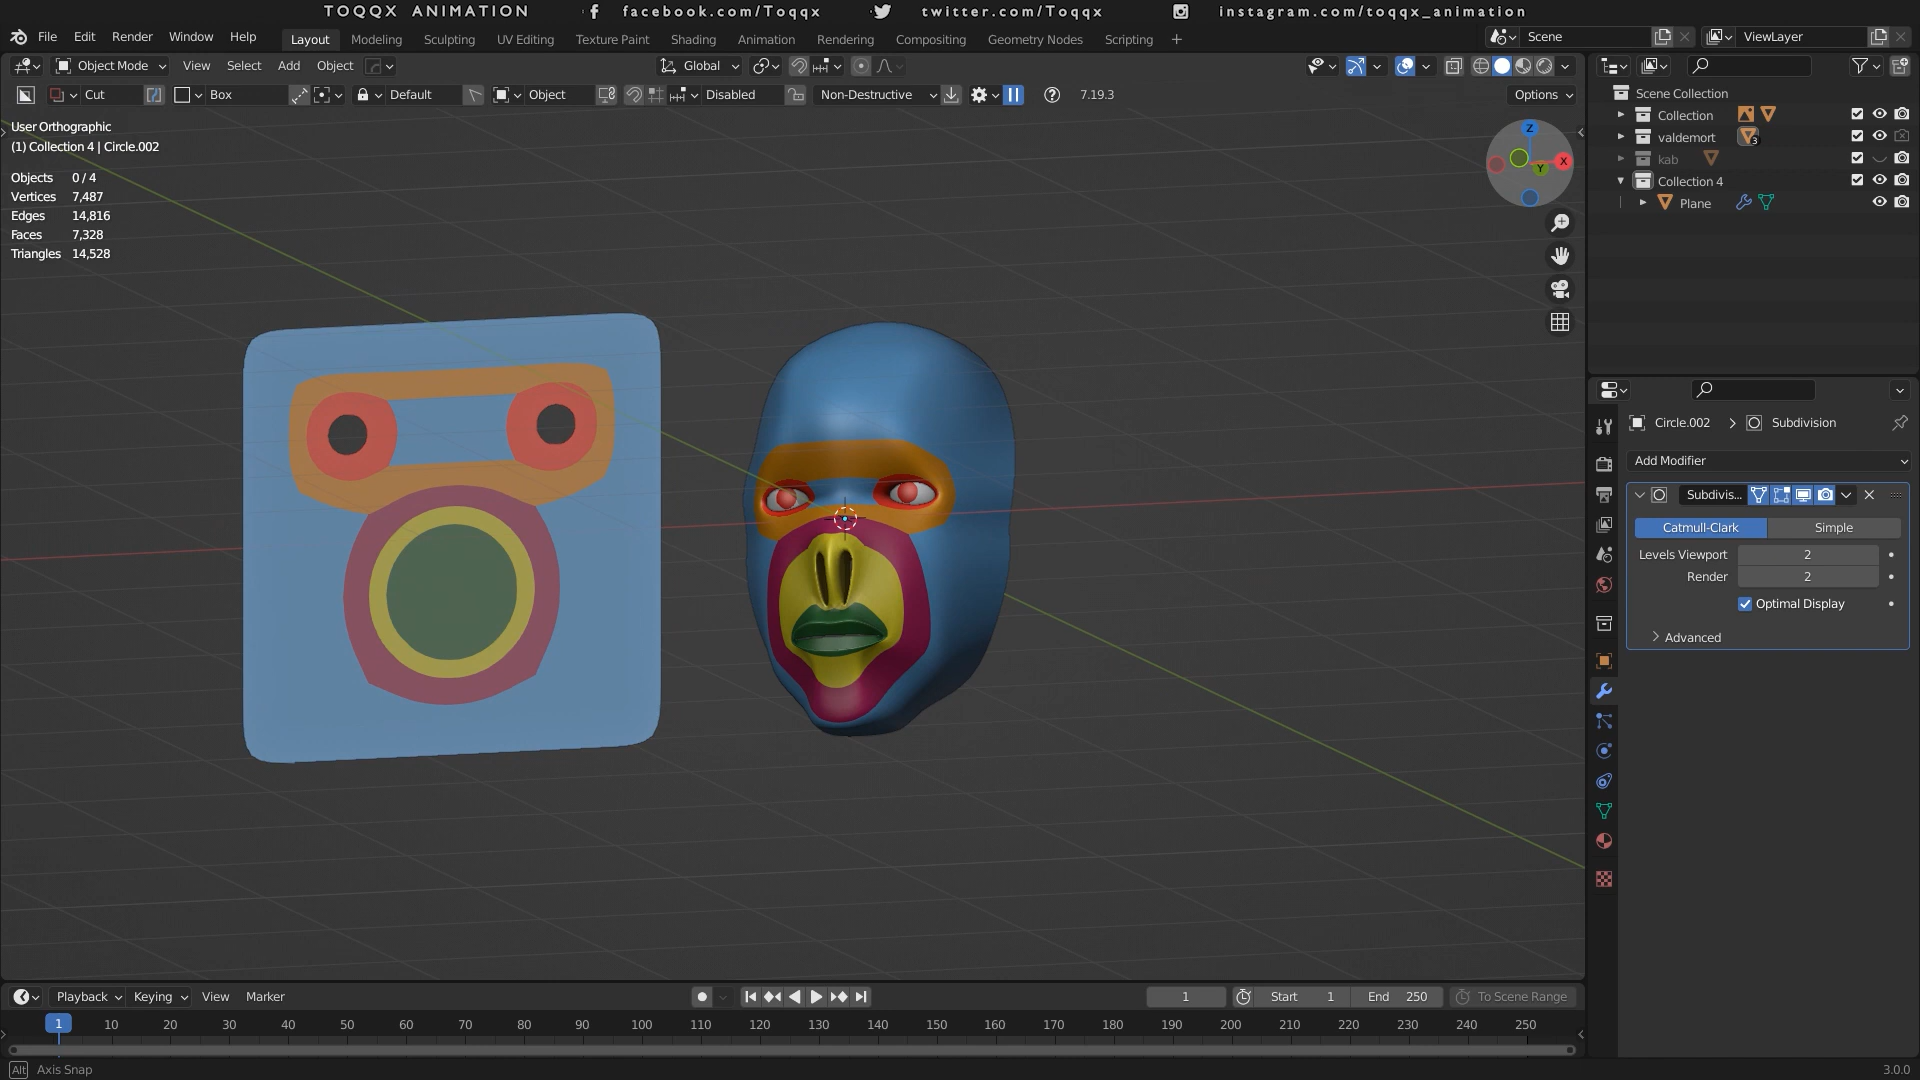 TOQQX ANIMATION facebook.com/Toqqx twitter.com/Toqqx instagram.com/toqqx_animation
File Edit Render Window Help Layout Modeling Sculpting UV Editing Texture Paint Shading Animation Rendering Compositing Geometry Nodes Scripting + Scene ViewLayer
Object Mode View Select Add Object Global
Cut Box Default Object Disabled Non-Destructive 7.19.3 Options
User Orthographic
(1) Collection 4 | Circle.002
Objects 0 / 4
Vertices 7,487
Edges 14,816
Faces 7,328
Triangles 14,528
Z
X
Y
Scene Collection
Collection
valdemort 3
kab
Collection 4
Plane
Circle.002 > Subdivision
Add Modifier
Subdivis...
Catmull-Clark Simple
Levels Viewport 2
Render 2
Optimal Display
Advanced
Playback Keying View Marker 1 Start 1 End 250 To Scene Range
1 10 20 30 40 50 60 70 80 90 100 110 120 130 140 150 160 170 180 190 200 210 220 230 240 250
Alt Axis Snap 3.0.0